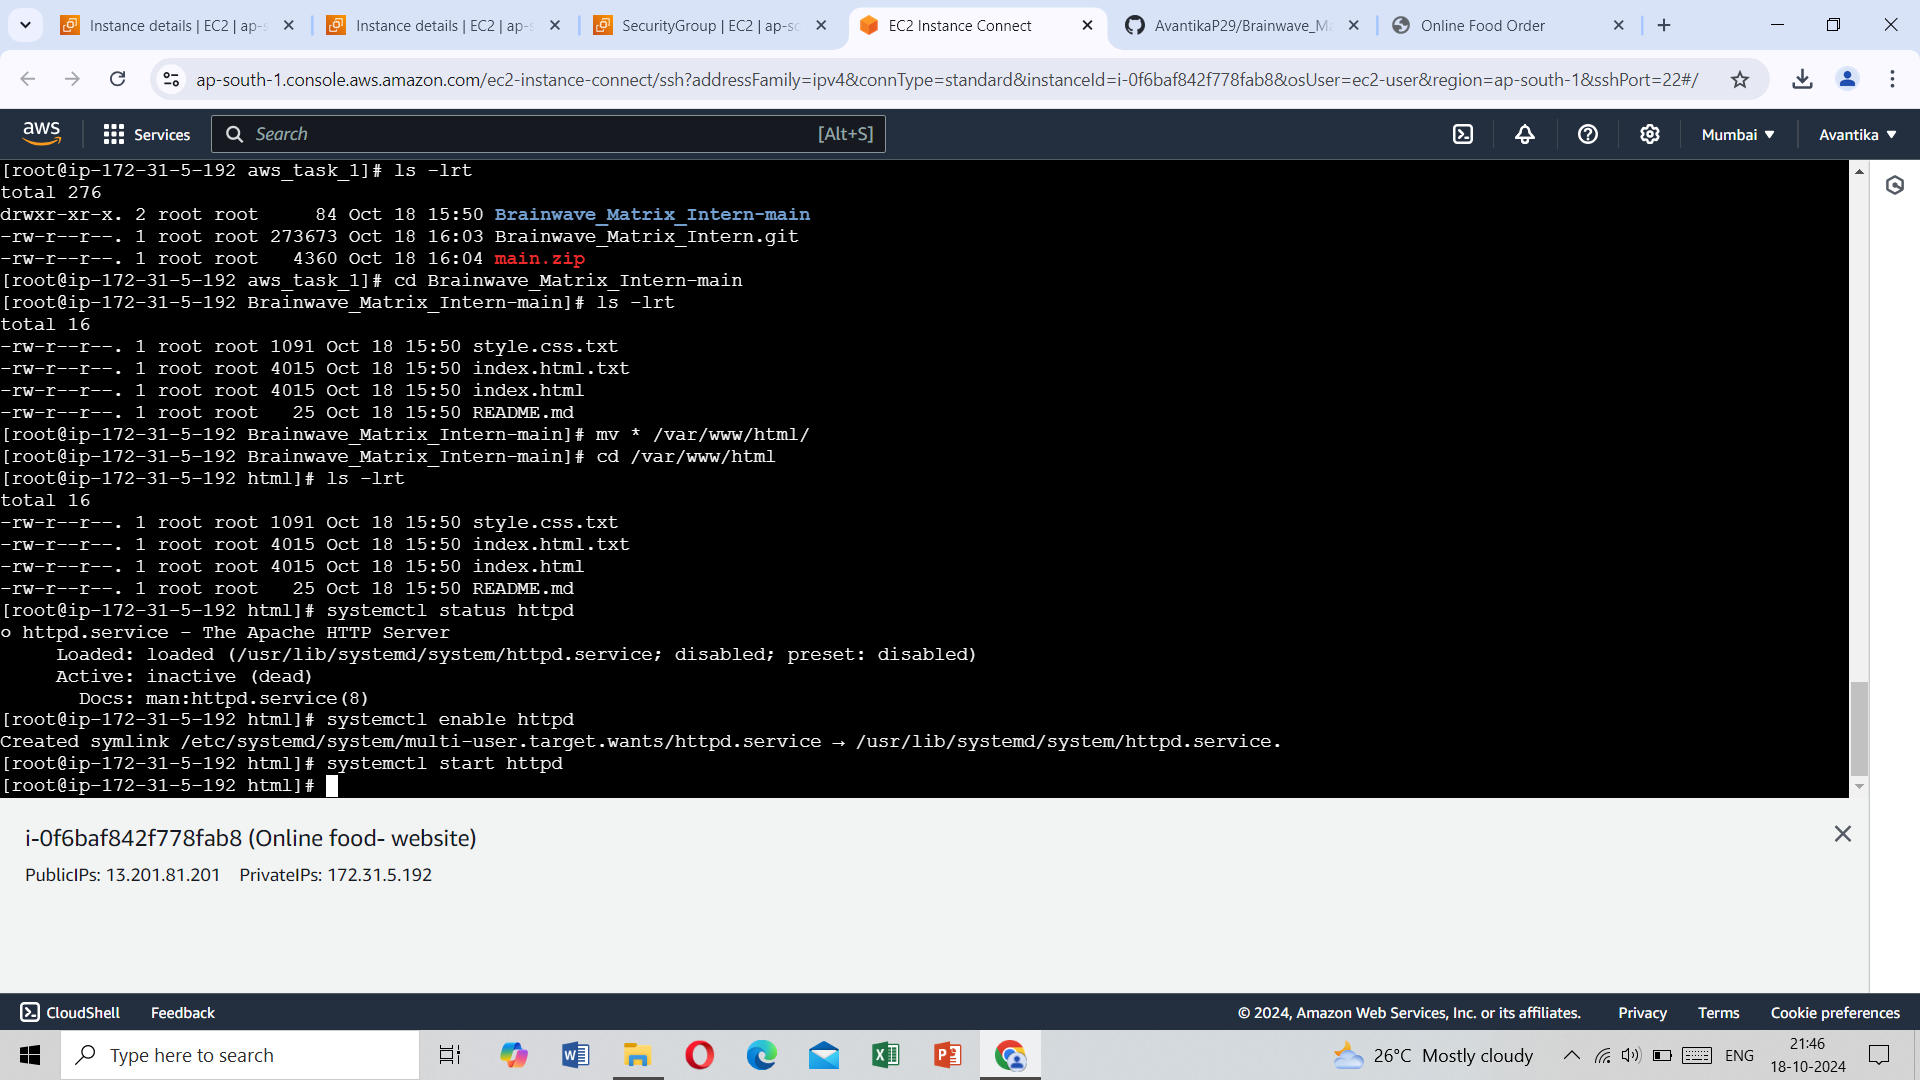 Instance details | EC2 | ap-s
Instance details | EC2 | ap-s
SecurityGroup | EC2 | ap-so
EC2 Instance Connect
AvantikaP29/Brainwave_Ma
Online Food Order
ap-south-1.console.aws.amazon.com/ec2-instance-connect/ssh?addressFamily=ipv4&connType=standard&instanceId=i-0f6baf842f778fab8&osUser=ec2-user&region=ap-south-1&sshPort=22#/
aws Services Search [Alt+S] Mumbai ▼ Avantika ▼
[root@ip-172-31-5-192 aws_task_1]# ls -lrt
total 276
drwxr-xr-x. 2 root root     84 Oct 18 15:50 Brainwave_Matrix_Intern-main
-rw-r--r--. 1 root root 273673 Oct 18 16:03 Brainwave_Matrix_Intern.git
-rw-r--r--. 1 root root   4360 Oct 18 16:04 main.zip
[root@ip-172-31-5-192 aws_task_1]# cd Brainwave_Matrix_Intern-main
[root@ip-172-31-5-192 Brainwave_Matrix_Intern-main]# ls -lrt
total 16
-rw-r--r--. 1 root root 1091 Oct 18 15:50 style.css.txt
-rw-r--r--. 1 root root 4015 Oct 18 15:50 index.html.txt
-rw-r--r--. 1 root root 4015 Oct 18 15:50 index.html
-rw-r--r--. 1 root root   25 Oct 18 15:50 README.md
[root@ip-172-31-5-192 Brainwave_Matrix_Intern-main]# mv * /var/www/html/
[root@ip-172-31-5-192 Brainwave_Matrix_Intern-main]# cd /var/www/html
[root@ip-172-31-5-192 html]# ls -lrt
total 16
-rw-r--r--. 1 root root 1091 Oct 18 15:50 style.css.txt
-rw-r--r--. 1 root root 4015 Oct 18 15:50 index.html.txt
-rw-r--r--. 1 root root 4015 Oct 18 15:50 index.html
-rw-r--r--. 1 root root   25 Oct 18 15:50 README.md
[root@ip-172-31-5-192 html]# systemctl status httpd
○ httpd.service - The Apache HTTP Server
     Loaded: loaded (/usr/lib/systemd/system/httpd.service; disabled; preset: disabled)
     Active: inactive (dead)
       Docs: man:httpd.service(8)
[root@ip-172-31-5-192 html]# systemctl enable httpd
Created symlink /etc/systemd/system/multi-user.target.wants/httpd.service → /usr/lib/systemd/system/httpd.service.
[root@ip-172-31-5-192 html]# systemctl start httpd
[root@ip-172-31-5-192 html]#
i-0f6baf842f778fab8 (Online food- website)
PublicIPs: 13.201.81.201 PrivateIPs: 172.31.5.192
CloudShell Feedback © 2024, Amazon Web Services, Inc. or its affiliates. Privacy Terms Cookie preferences
Type here to search
26°C Mostly cloudy
ENG
21:46
18-10-2024